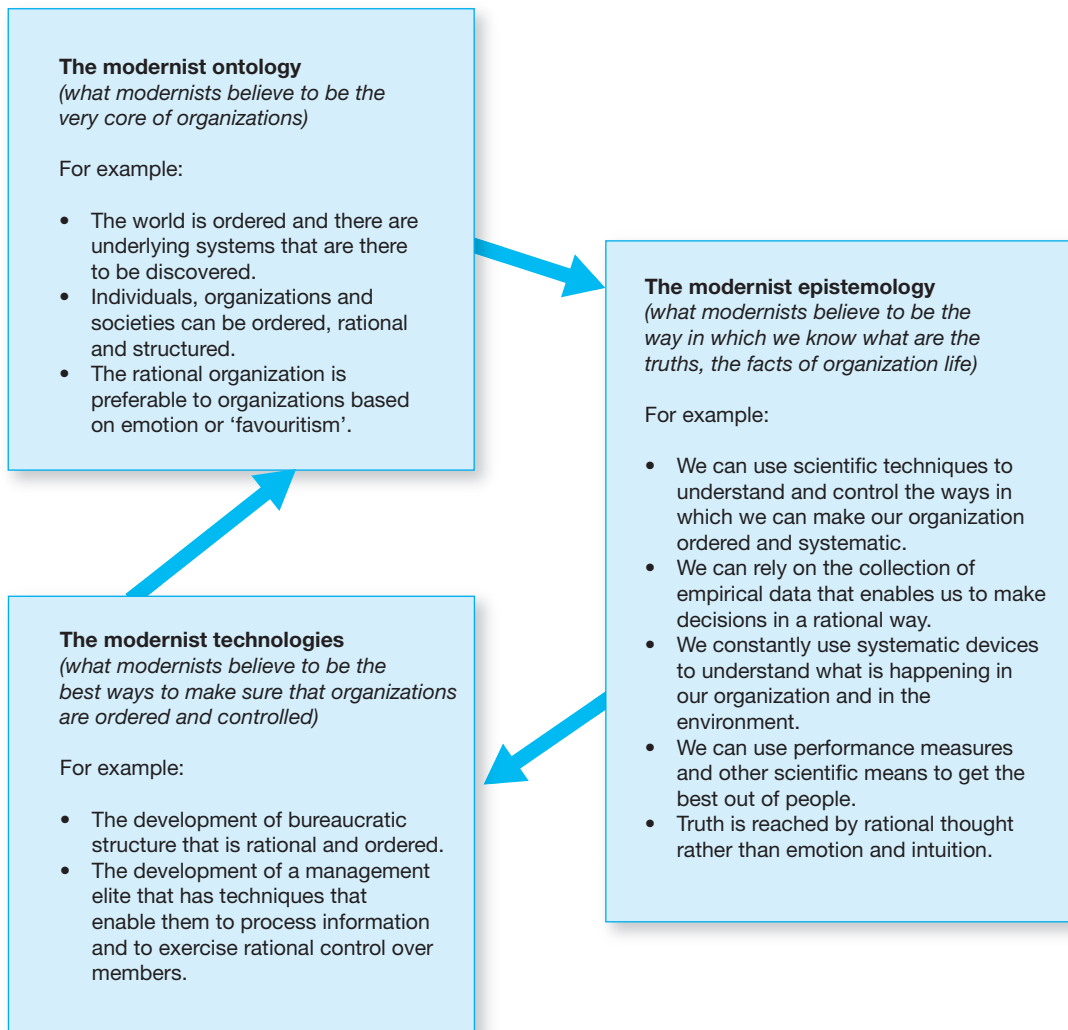 The modernist ontology
(what modernists believe to be the
very core of organizations)
For example:
• The world is ordered and there are
underlying systems that are there
to be discovered.
• Individuals, organizations and
societies can be ordered, rational
and structured.
• The rational organization is
preferable to organizations based
on emotion or ‘favouritism’.
The modernist epistemology
(what modernists believe to be the
way in which we know what are the
truths, the facts of organization life)
For example:
• We can use scientific techniques to
understand and control the ways in
which we can make our organization
ordered and systematic.
• We can rely on the collection of
empirical data that enables us to make
decisions in a rational way.
• We constantly use systematic devices
to understand what is happening in
our organization and in the
environment.
• We can use performance measures
and other scientific means to get the
best out of people.
• Truth is reached by rational thought
rather than emotion and intuition.
The modernist technologies
(what modernists believe to be the
best ways to make sure that organizations
are ordered and controlled)
For example:
• The development of bureaucratic
structure that is rational and ordered.
• The development of a management
elite that has techniques that
enable them to process information
and to exercise rational control over
members.